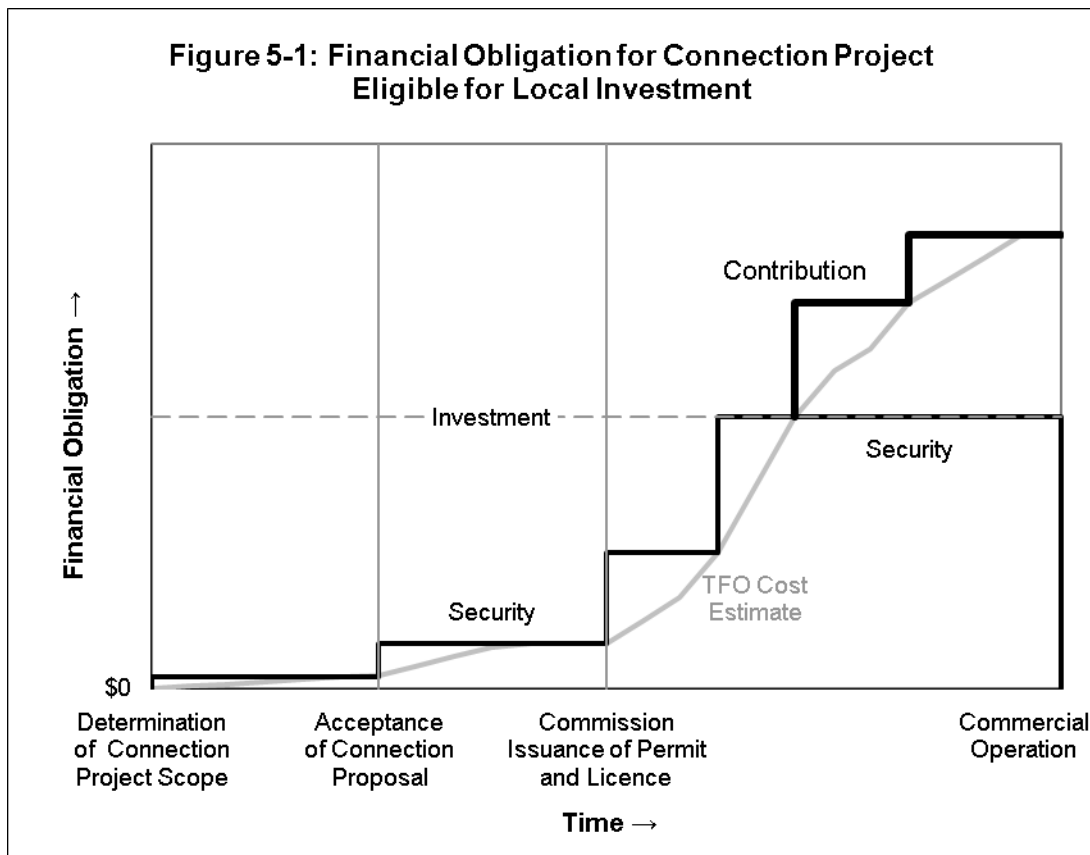 Figure 5-1: Financial Obligation for Connection Project
Eligible for Local Investment
Financial Obligation →
Contribution
Investment
Security
TFO Cost
Estimate
Security
$0
Determination
of Connection
Project Scope
Acceptance
of Connection
Proposal
Commission
Issuance of Permit
and Licence
Commercial
Operation
Time →